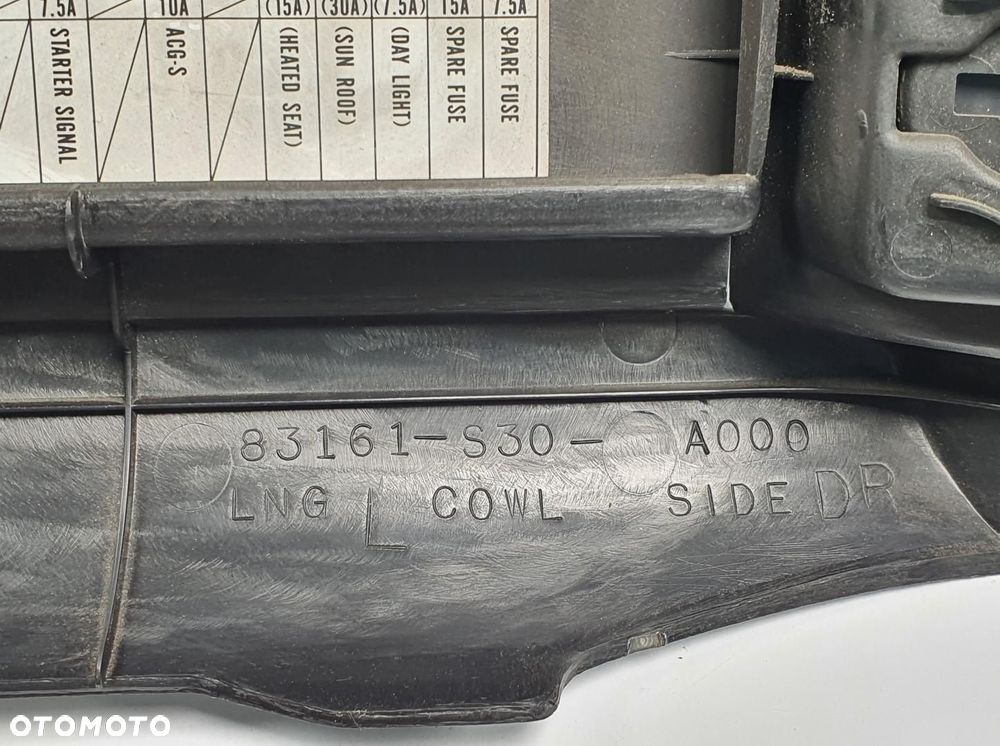 7.5A 10A (15A) (30A) (7.5A) 15A 7.5A
STARTER SIGNAL
ACG-S
(HEATED SEAT)
(SUN ROOF)
(DAY LIGHT)
SPARE FUSE
SPARE FUSE
83161-S30- A000
LNG L COWL SIDE DR
OTOMOTO